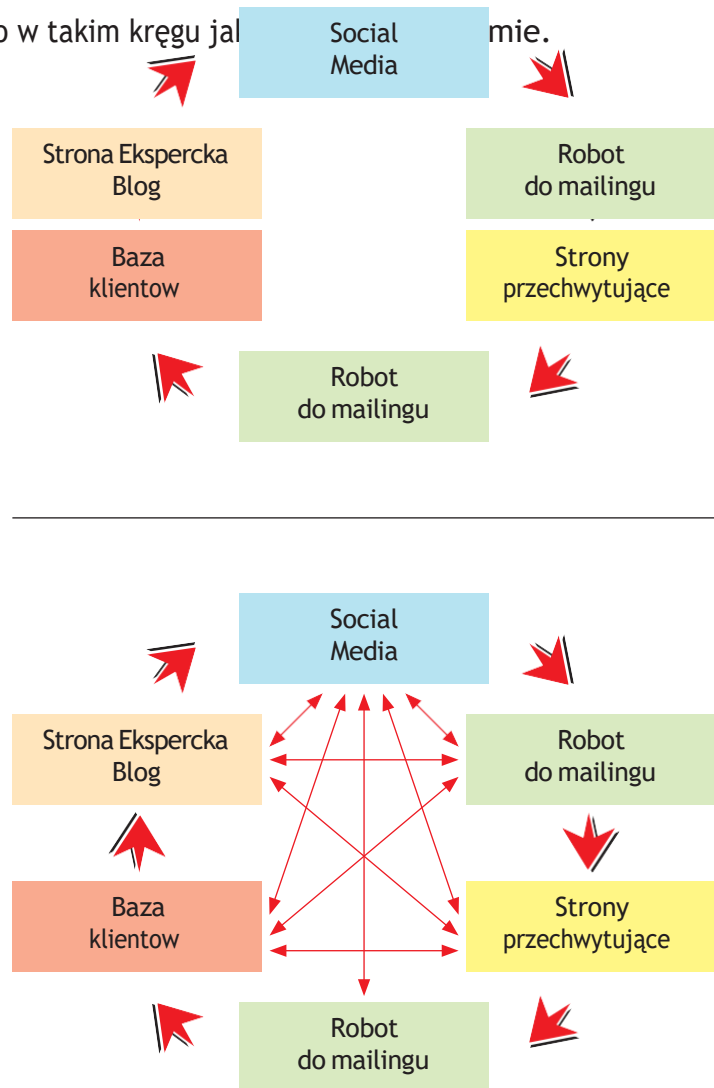 w takim kręgu
mie.
Social
Media
Strona Ekspercka
Blog
Robot
do mailingu
Baza
klientow
Strony
przechwytujące
Robot
do mailingu
Social
Media
Strona Ekspercka
Blog
Robot
do mailingu
Baza
klientow
Strony
przechwytujące
Robot
do mailingu